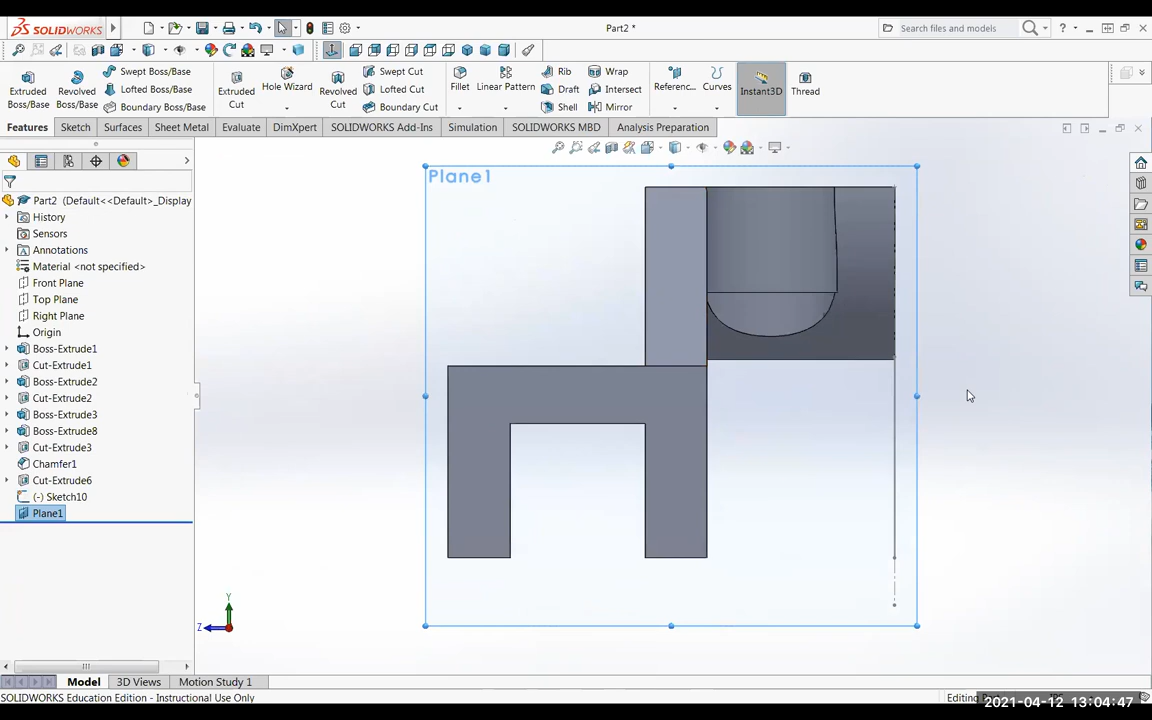 SOLIDWORKS
Part2 *
Search files and models
Extruded Boss/Base
Revolved Boss/Base
Swept Boss/Base
Lofted Boss/Base
Boundary Boss/Base
Extruded Cut
Hole Wizard
Revolved Cut
Swept Cut
Lofted Cut
Boundary Cut
Fillet
Linear Pattern
Rib
Draft
Shell
Wrap
Intersect
Mirror
Referenc...
Curves
Instant3D
Thread
Features
Sketch
Surfaces
Sheet Metal
Evaluate
DimXpert
SOLIDWORKS Add-Ins
Simulation
SOLIDWORKS MBD
Analysis Preparation
Part2 (Default<<Default>_Display
History
Sensors
Annotations
Material <not specified>
Front Plane
Top Plane
Right Plane
Origin
Boss-Extrude1
Cut-Extrude1
Boss-Extrude2
Cut-Extrude2
Boss-Extrude3
Boss-Extrude8
Cut-Extrude3
Chamfer1
Cut-Extrude6
(-) Sketch10
Plane1
Plane1
Y
Z
Model
3D Views
Motion Study 1
SOLIDWORKS Education Edition - Instructional Use Only
Editing
2021-04-12 13:04:47